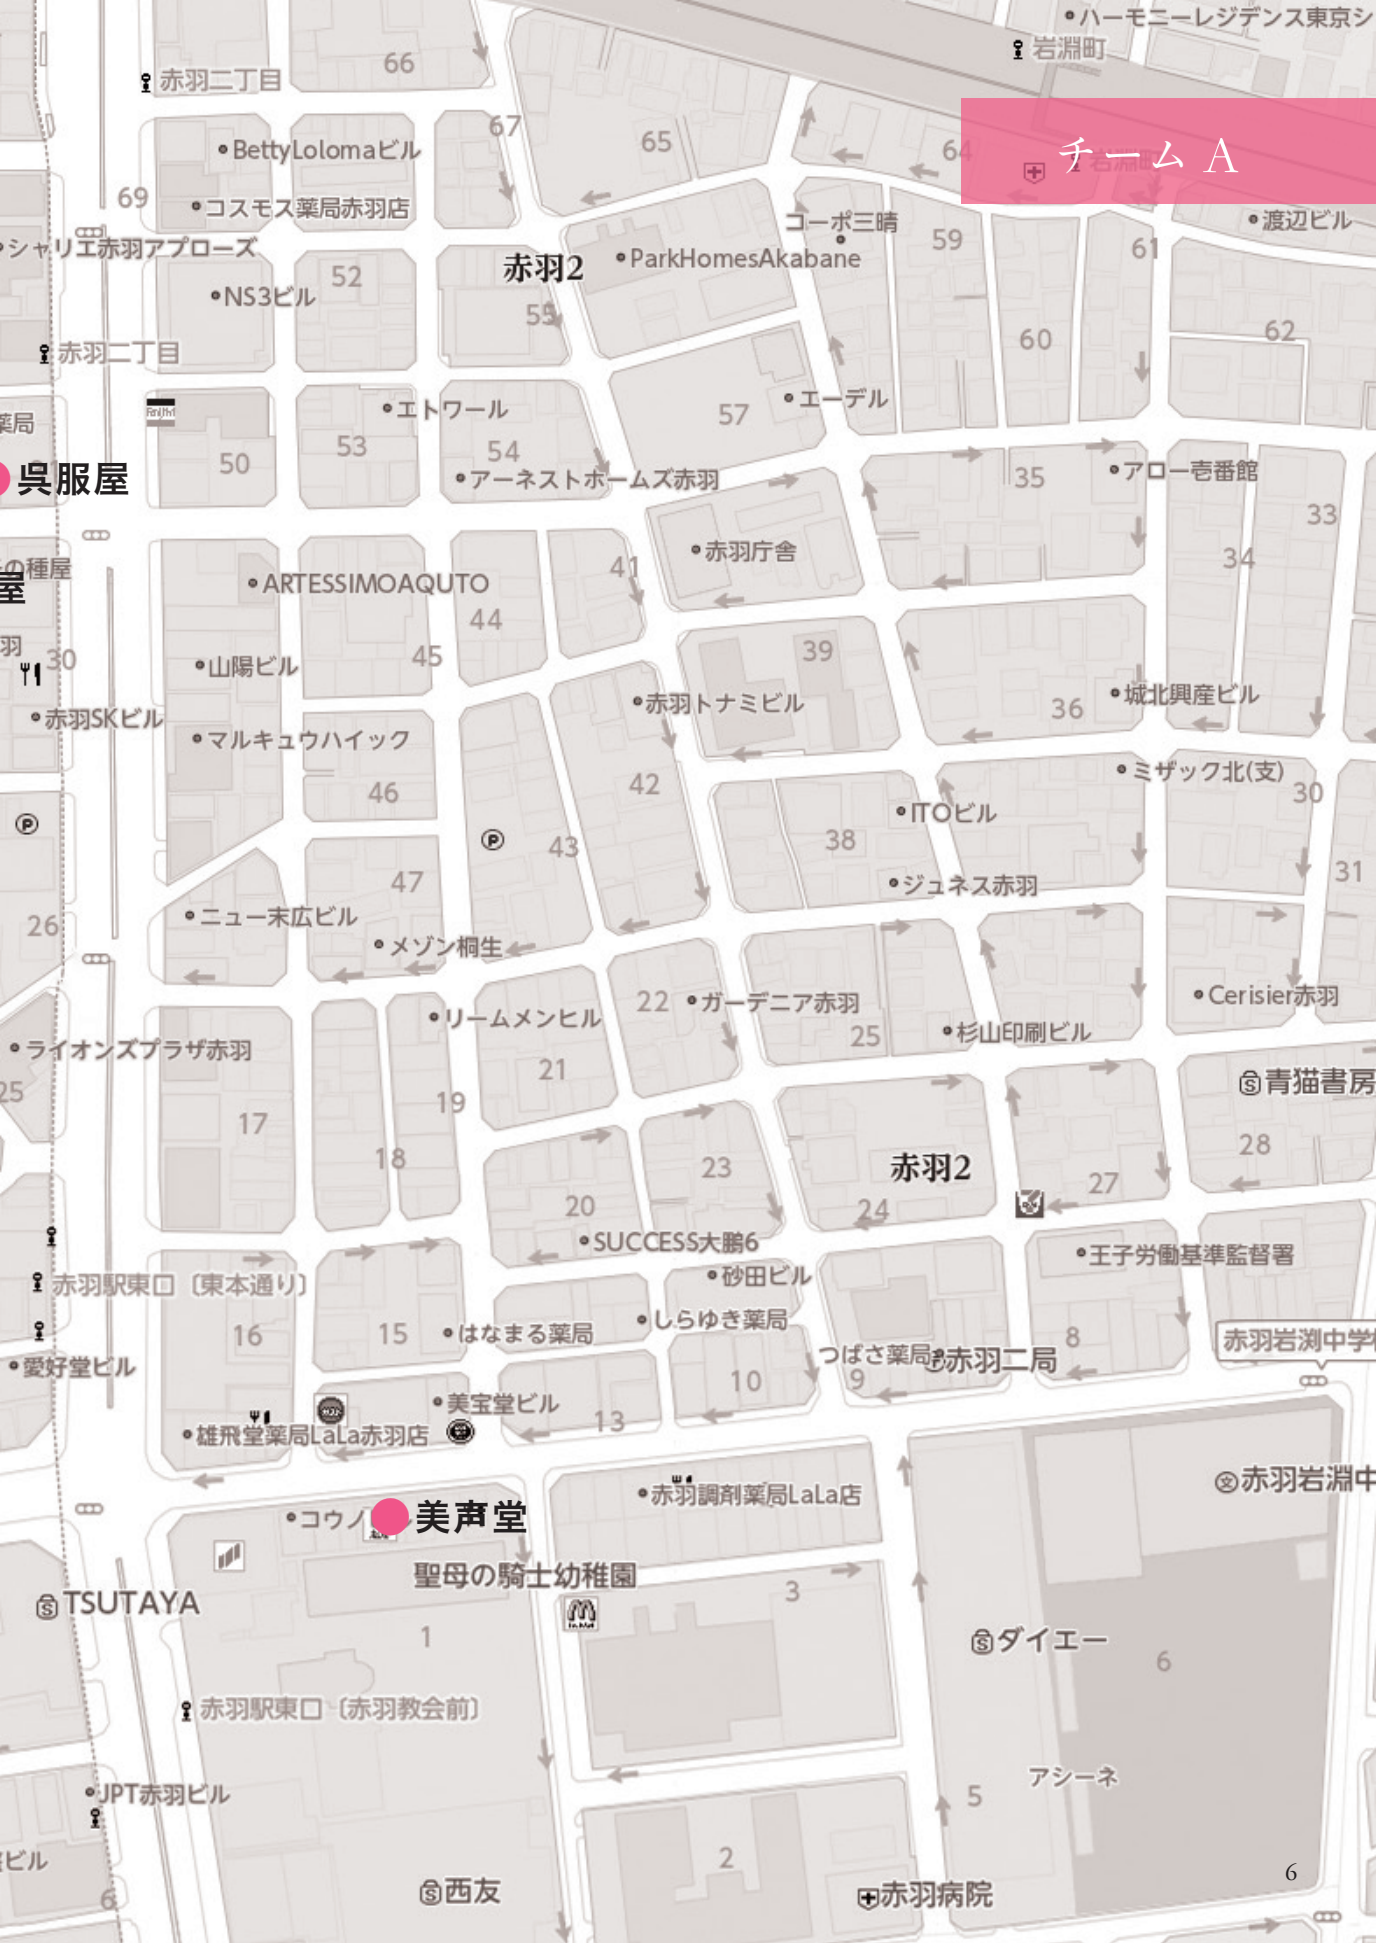 ハーモニーレジデンス東京シ
岩淵町
66
赤羽二丁目
67
65
64
チーム A
岩淵町
BettyLolomaビル
69
コスモス薬局赤羽店
コーポ三晴
59
61
渡辺ビル
シャリエ赤羽アプローズ
赤羽2
ParkHomesAkabane
52
NS3ビル
55
60
62
赤羽二丁目
エーデル
57
エトワール
薬局
53
54
50
アーネストホームズ赤羽
呉服屋
35
アロー壱番館
33
赤羽庁舎
34
41
の種屋
屋
ARTESSIMOAQUTO
44
羽
30
45
山陽ビル
39
赤羽トナミビル
36
城北興産ビル
赤羽SKビル
マルキュウハイツク
46
42
ミザック北(支)
30
ITOビル
43
38
31
47
ジュネス赤羽
26
ニュー末広ビル
メゾン桐生
22
ガーデニア赤羽
Cerisier赤羽
リームメンヒル
25
杉山印刷ビル
ライオンズプラザ赤羽
21
青猫書房
25
19
17
18
28
23
赤羽2
27
20
24
SUCCESS大鵬6
王子労働基準監督署
砂田ビル
赤羽駅東口〔東本通り〕
しらゆき薬局
16
15
はなまる薬局
8
赤羽岩渕中学校
つばさ薬局
赤羽二局
愛好堂ビル
10
9
美宝堂ビル
13
雄飛堂薬局LaLa赤羽店
赤羽岩淵中
赤羽調剤薬局LaLa店
コウノ
美声堂
聖母の騎士幼稚園
3
TSUTAYA
1
ダイエー
6
赤羽駅東口〔赤羽教会前〕
アシーネ
JPT赤羽ビル
5
ビル
2
6
西友
赤羽病院
6